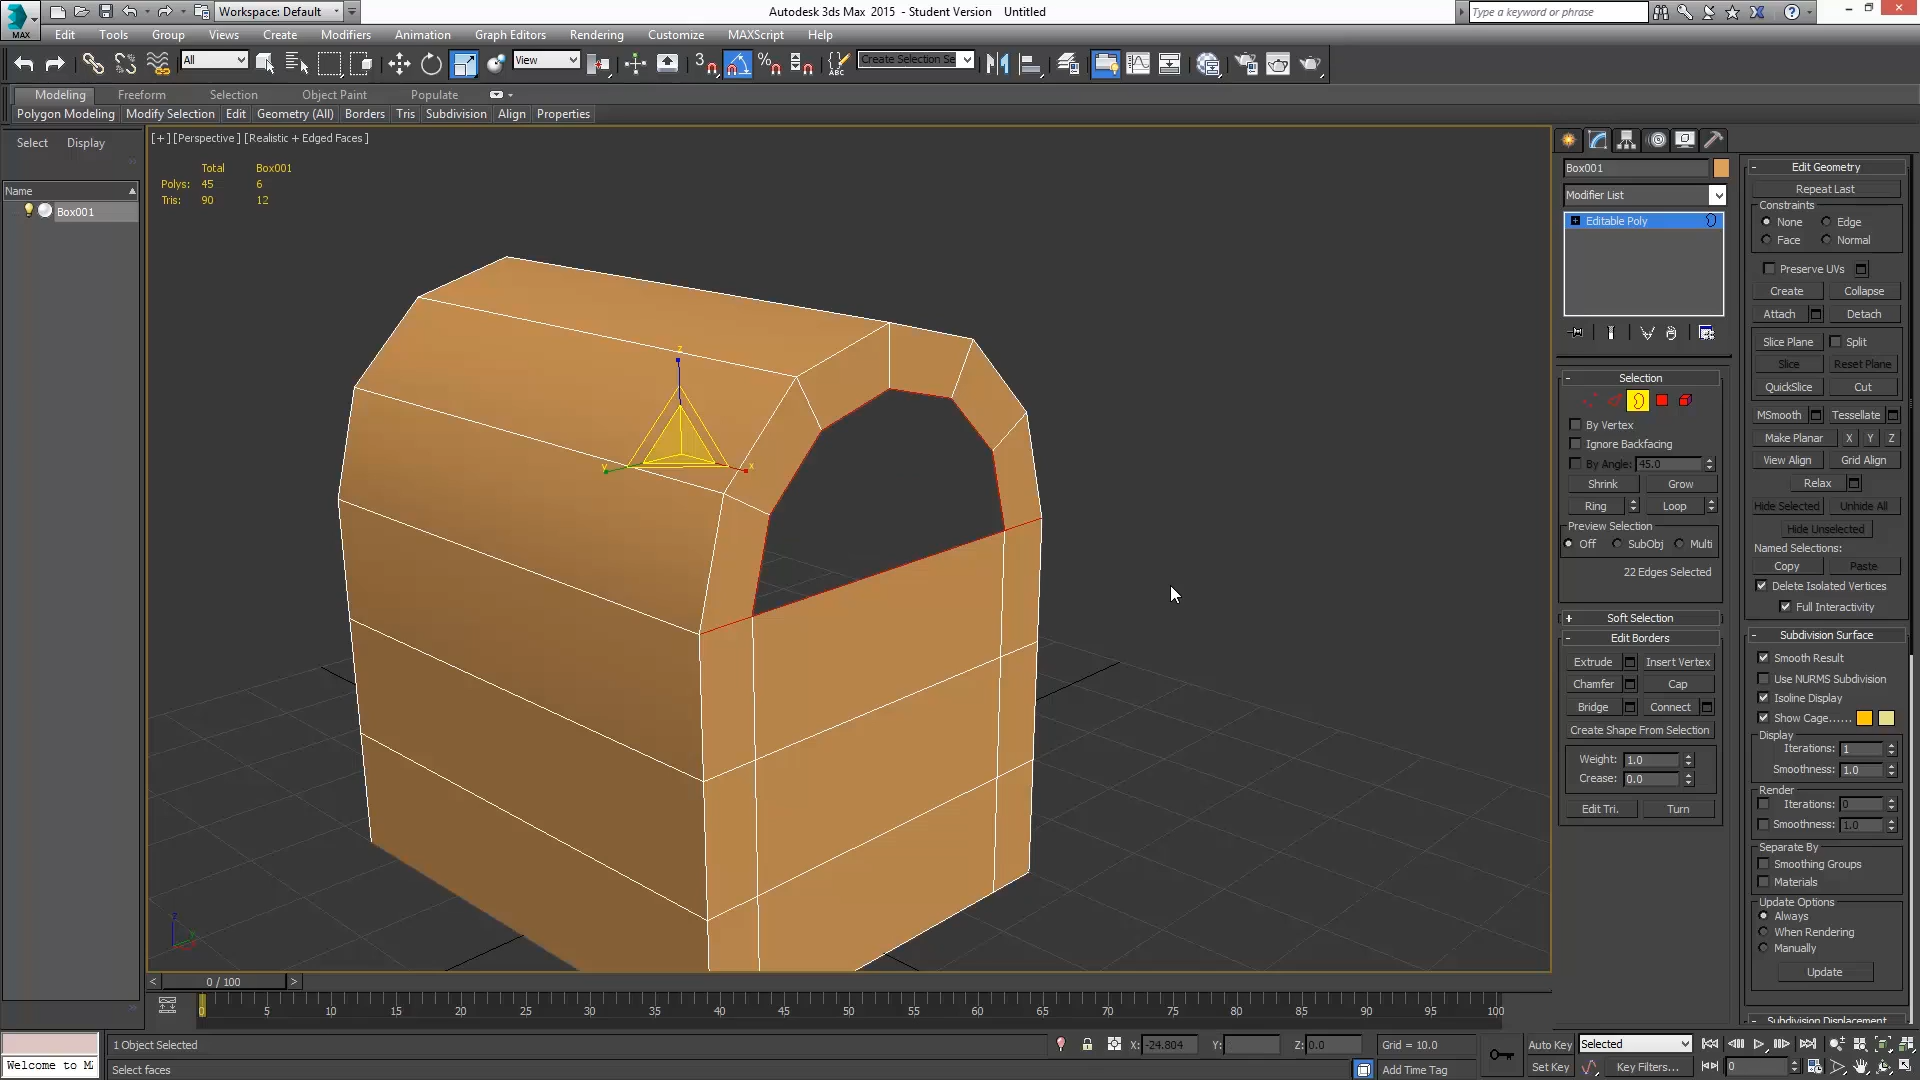 Workspace: Default
Autodesk 3ds Max 2015 - Student Version Untitled
Type a keyword or phrase
MAX
Edit Tools Group Views Create Modifiers Animation Graph Editors Rendering Customize MAXScript Help
All
View
3
Create Selection Se
Modeling Freeform Selection Object Paint Populate
Polygon Modeling Modify Selection Edit Geometry (All) Borders Tris Subdivision Align Properties
Select Display
Name
Box001
[+] [Perspective] [Realistic + Edged Faces]
Total Box001
Polys: 45 6
Tris: 90 12
z
y
x
Box001
Modifier List
Editable Poly
Selection
By Vertex
Ignore Backfacing
By Angle: 45.0
Shrink Grow
Ring Loop
Preview Selection
Off SubObj Multi
22 Edges Selected
Soft Selection
Edit Borders
Extrude Insert Vertex
Chamfer Cap
Bridge Connect
Create Shape From Selection
Weight: 1.0
Crease: 0.0
Edit Tri. Turn
Edit Geometry
Repeat Last
Constraints
None Edge
Face Normal
Preserve UVs
Create Collapse
Attach Detach
Slice Plane Split
Slice Reset Plane
QuickSlice Cut
MSmooth Tessellate
Make Planar X Y Z
View Align Grid Align
Relax
Hide Selected Unhide All
Hide Unselected
Named Selections:
Copy Paste
Delete Isolated Vertices
Full Interactivity
Subdivision Surface
Smooth Result
Use NURMS Subdivision
Isoline Display
Show Cage......
Display
Iterations: 1
Smoothness: 1.0
Render
Iterations: 0
Smoothness: 1.0
Separate By
Smoothing Groups
Materials
Update Options
Always
When Rendering
Manually
Update
Subdivision Displacement
< 0 / 100 >
0 5 10 15 20 25 30 35 40 45 50 55 60 65 70 75 80 85 90 95 100
1 Object Selected
X: -24.804 Y: Z: 0.0 Grid = 10.0
Auto Key Selected
Welcome to M
Select faces
Add Time Tag
Set Key Key Filters... 0